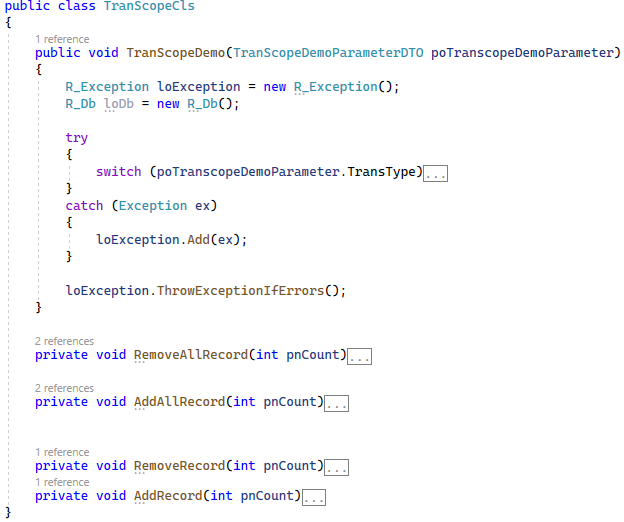 public class TranScopeCls
{
1 reference
public void TranScopeDemo(TranScopeDemoParameterDTO poTranscopeDemoParameter)
{
R_Exception loException = new R_Exception();
R_Db loDb = new R_Db();
try
{
switch (poTranscopeDemoParameter.TransType)...
}
catch (Exception ex)
{
loException.Add(ex);
}
loException.ThrowExceptionIfErrors();
}
2 references
private void RemoveAllRecord(int pnCount)...
2 references
private void AddAllRecord(int pnCount)...
1 reference
private void RemoveRecord(int pnCount)...
1 reference
private void AddRecord(int pnCount)...
}